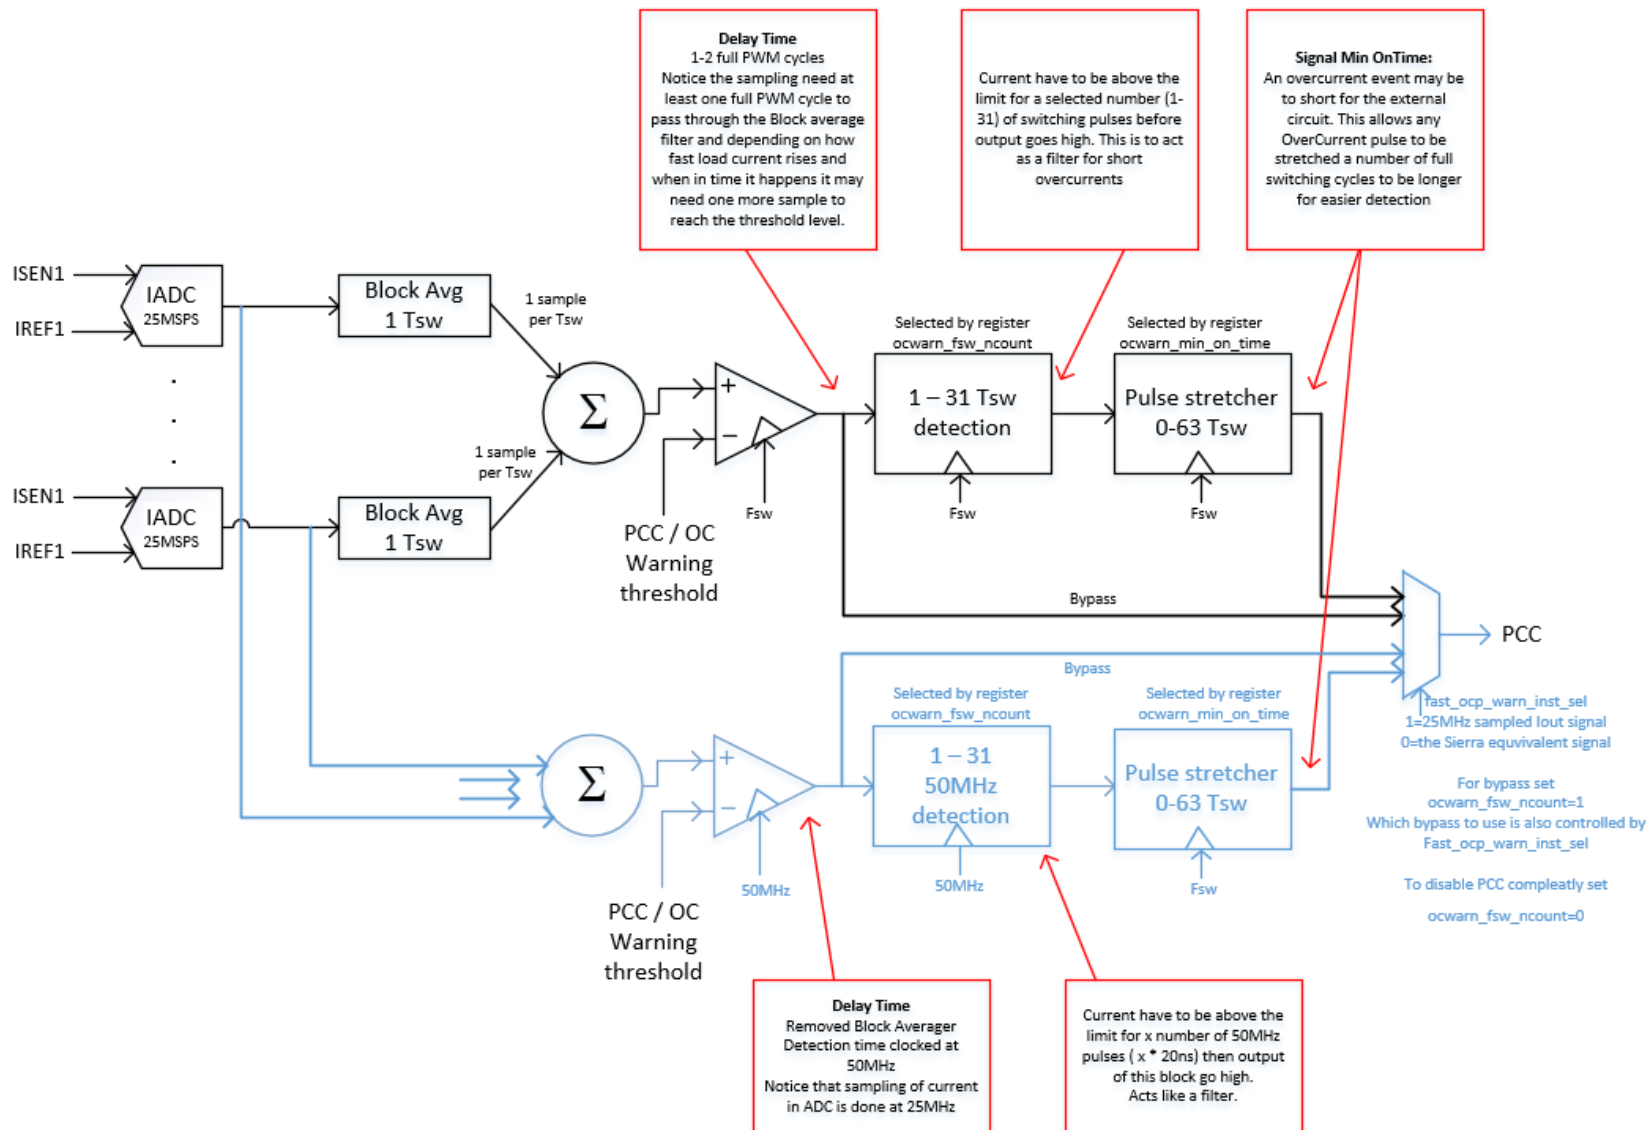 Delay Time
1-2 full PWM cycles
Notice the sampling need at
least one full PWM cycle to
pass through the Block average
filter and depending on how
fast load current rises and
when in time it happens it may
need one more sample to
reach the threshold level.
Current have to be above the
limit for a selected number (1-
31) of switching pulses before
output goes high. This is to act
as a filter for short
overcurrents
Signal Min OnTime:
An overcurrent event may be
to short for the external
circuit. This allows any
OverCurrent pulse to be
stretched a number of full
switching cycles to be longer
for easier detection
ISEN1
IREF1
IADC
25MSPS
Block Avg
1 Tsw
1 sample
per Tsw
.
.
.
ISEN1
IREF1
IADC
25MSPS
Block Avg
1 Tsw
1 sample
per Tsw
Σ
+
−
Fsw
PCC / OC
Warning
threshold
Selected by register
ocwarn_fsw_ncount
1 – 31 Tsw
detection
Fsw
Selected by register
ocwarn_min_on_time
Pulse stretcher
0-63 Tsw
Fsw
Bypass
PCC
Bypass
fast_ocp_warn_inst_sel
1=25MHz sampled Iout signal
0=the Sierra equvivalent signal
For bypass set
ocwarn_fsw_ncount=1
Which bypass to use is also controlled by
Fast_ocp_warn_inst_sel
To disable PCC compleatly set
ocwarn_fsw_ncount=0
Σ
+
−
50MHz
PCC / OC
Warning
threshold
Selected by register
ocwarn_fsw_ncount
1 – 31
50MHz
detection
50MHz
Selected by register
ocwarn_min_on_time
Pulse stretcher
0-63 Tsw
Fsw
Delay Time
Removed Block Averager
Detection time clocked at
50MHz
Notice that sampling of current
in ADC is done at 25MHz
Current have to be above the
limit for x number of 50MHz
pulses ( x * 20ns) then output
of this block go high.
Acts like a filter.